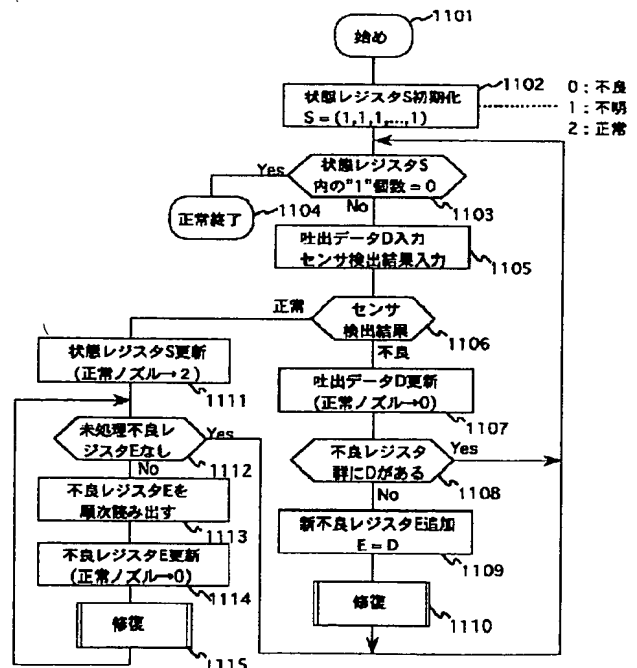 1101
始め
1102
状態レジスタS初期化
S=(1,1,1,...,1)
0:不良
1:不明
2:正常
状態レジスタS
内の"1"個数=0
Yes
No
1103
正常終了
1104
吐出データD入力
センサ検出結果入力
1105
センサ
検出結果
1106
正常
不良
状態レジスタS更新
(正常ノズル→2)
1111
吐出データD更新
(正常ノズル→0)
1107
未処理不良レ
ジスタEなし
Yes
No
1112
不良レジスタ
群にDがある
Yes
No
1108
不良レジスタEを
順次読み出す
1113
新不良レジスタE追加
E=D
1109
不良レジスタE更新
(正常ノズル→0)
1114
修復
1110
修復
1115